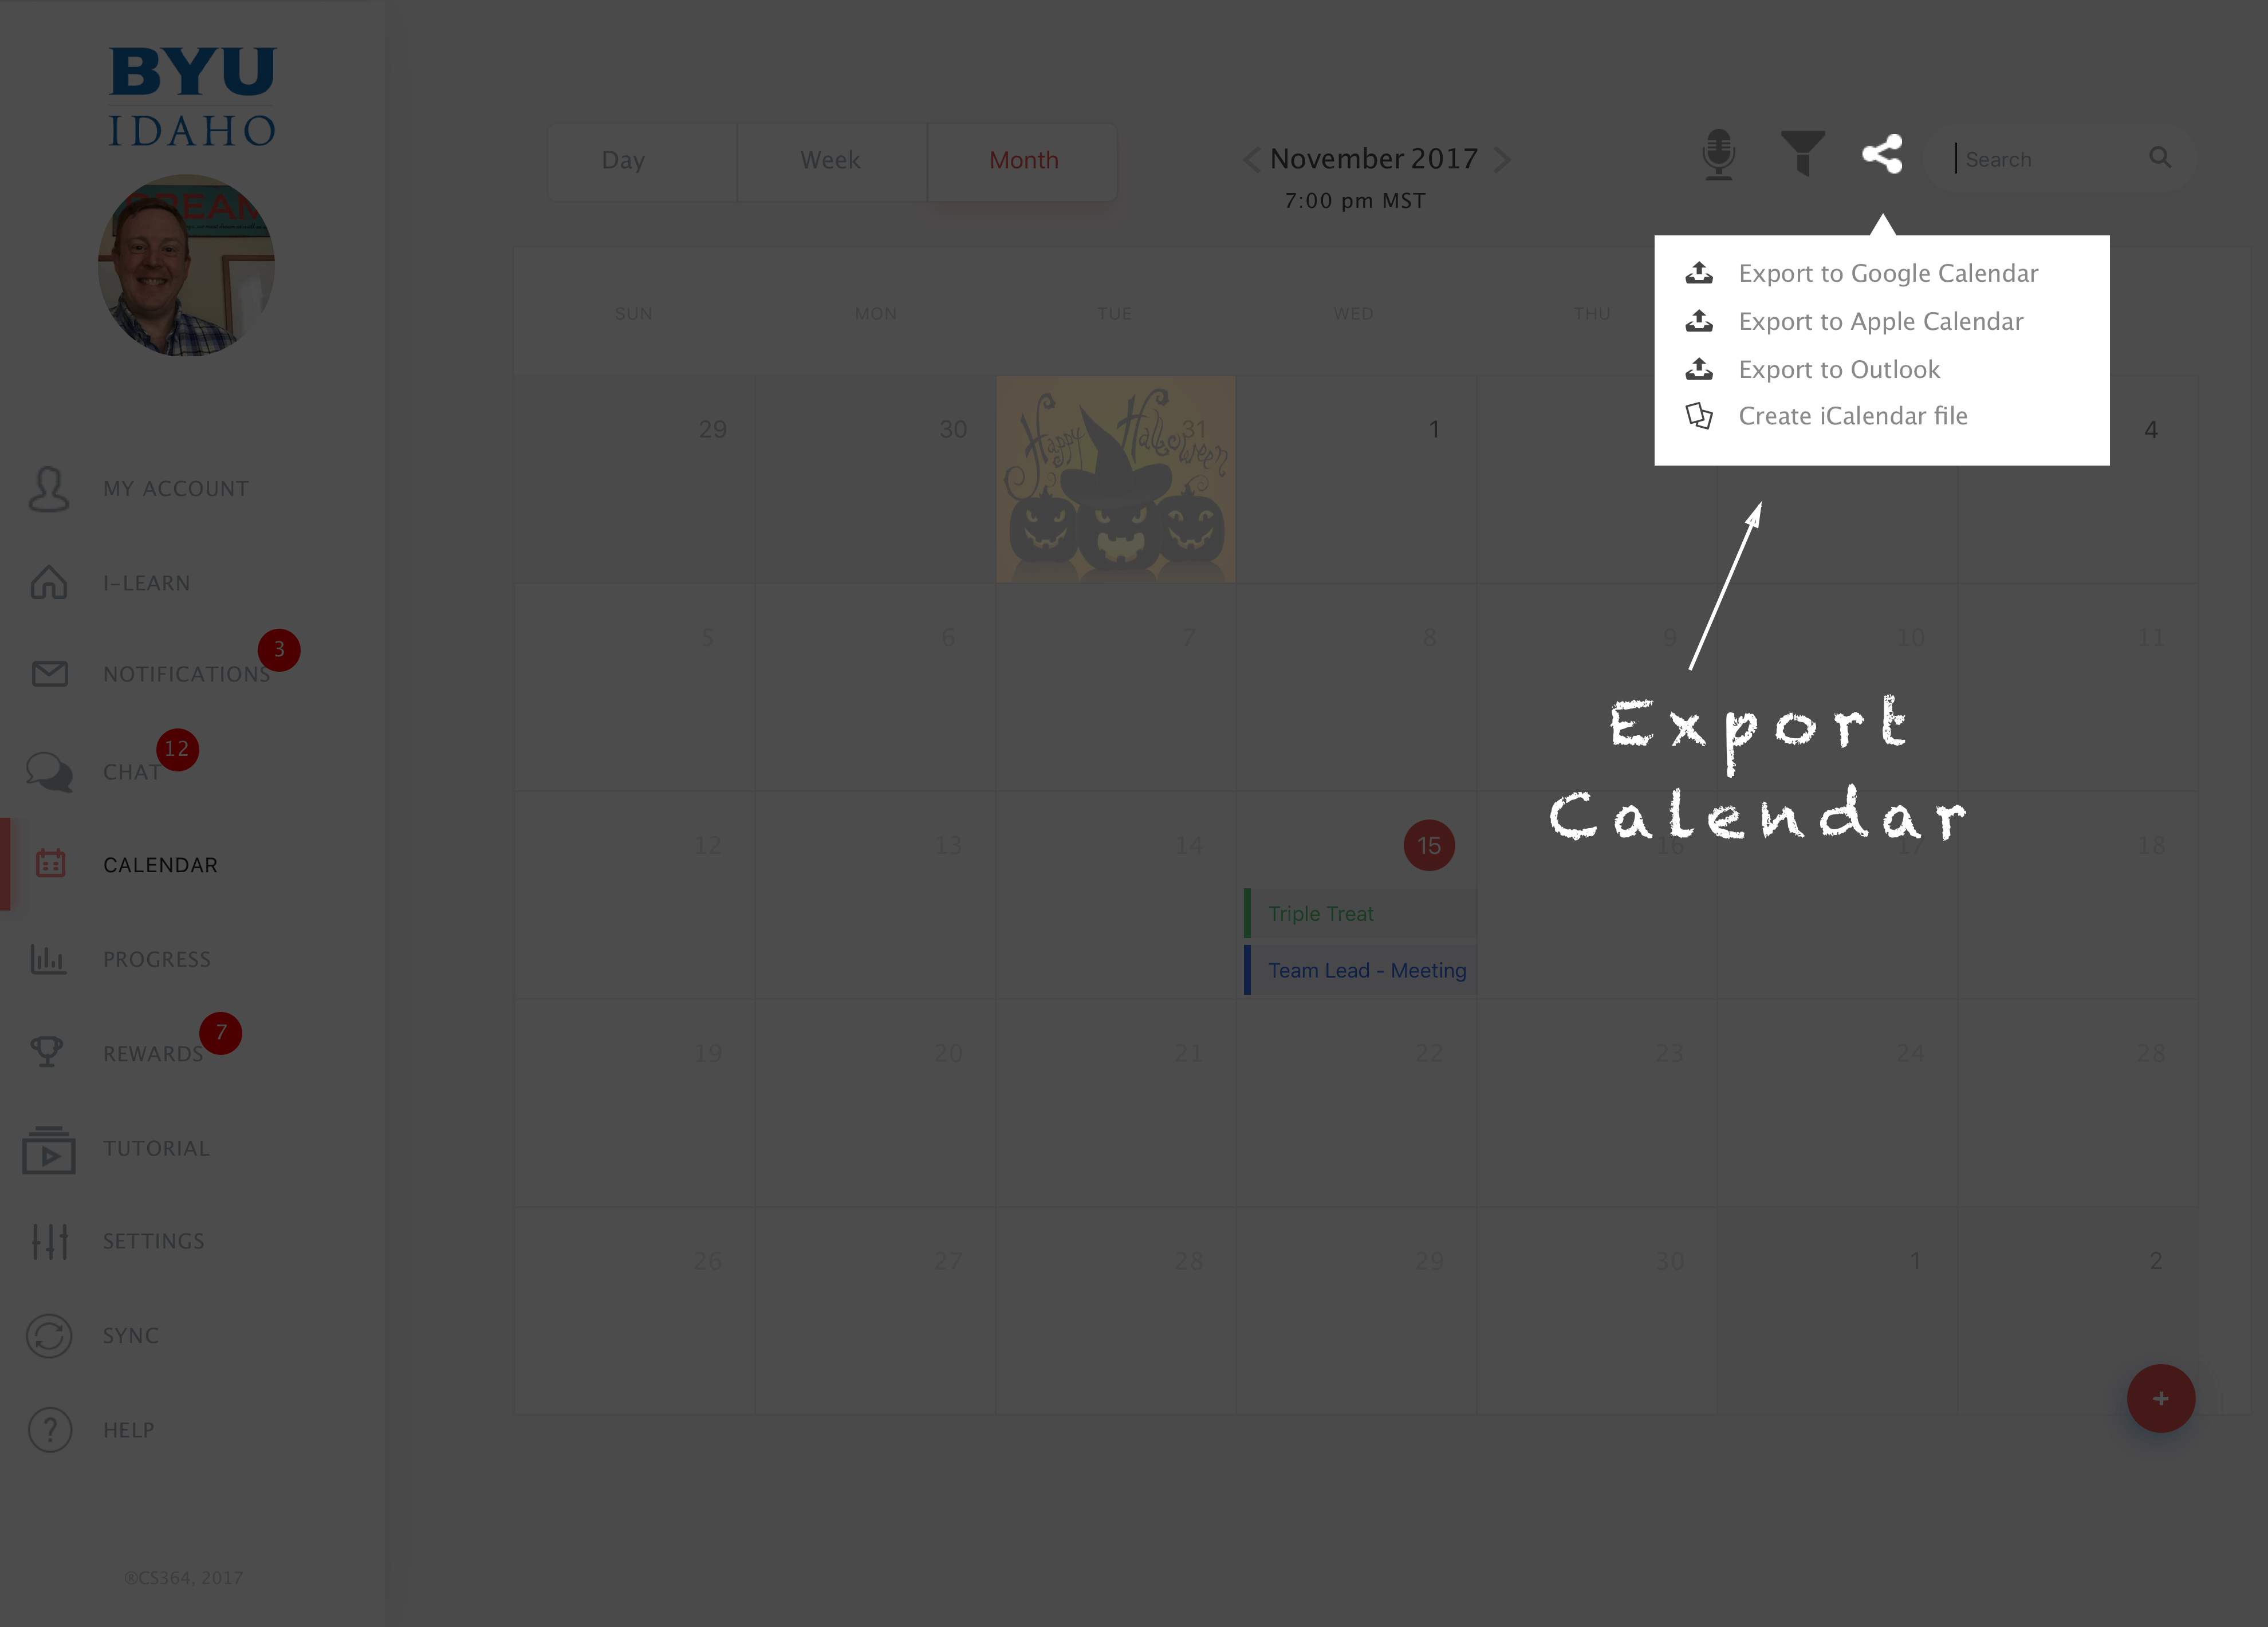 BYU
IDAHO
DREAM
MY ACCOUNT
I-LEARN
NOTIFICATIONS
3
CHAT
12
CALENDAR
PROGRESS
REWARDS
7
TUTORIAL
SETTINGS
SYNC
HELP
®CS364, 2017
Day Week Month
November 2017
7:00 pm MST
Search
Export to Google Calendar
Export to Apple Calendar
Export to Outlook
Create iCalendar file
SUN MON TUE WED THU
29 30 31 1 4
Happy Halloween
5 6 7 8 9 10 11
Export
Calendar
12 13 14 15 16 17 18
Triple Treat
Team Lead - Meeting
19 20 21 22 23 24 28
26 27 28 29 30 1 2
+